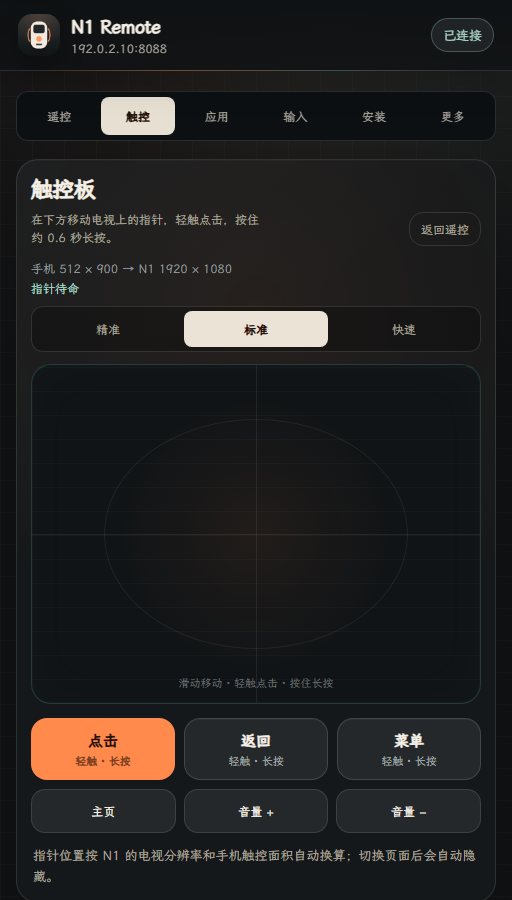 N1 Remote
192.0.2.10:8088
已连接
遥控 触控 应用 输入 安装 更多
触控板
在下方移动电视上的指针，轻触点击，按住
约 0.6 秒长按。
返回遥控
手机 512 × 900 → N1 1920 × 1080
指针待命
精准 标准 快速
滑动移动·轻触点击·按住长按
点击 返回 菜单
轻触·长按 轻触·长按 轻触·长按
主页 音量 + 音量 −
指针位置按 N1 的电视分辨率和手机触控面积自动换算；切换页面后会自动隐
藏。